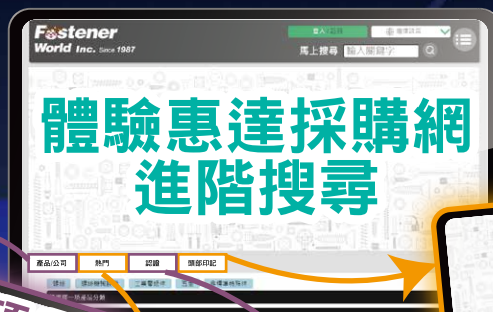 Fastener
World Inc. Since 1987
登入/註冊
馬上搜尋 輸入關鍵字
體驗惠達採購網
進階搜尋
產品/公司 熱門 認證 頭部印記